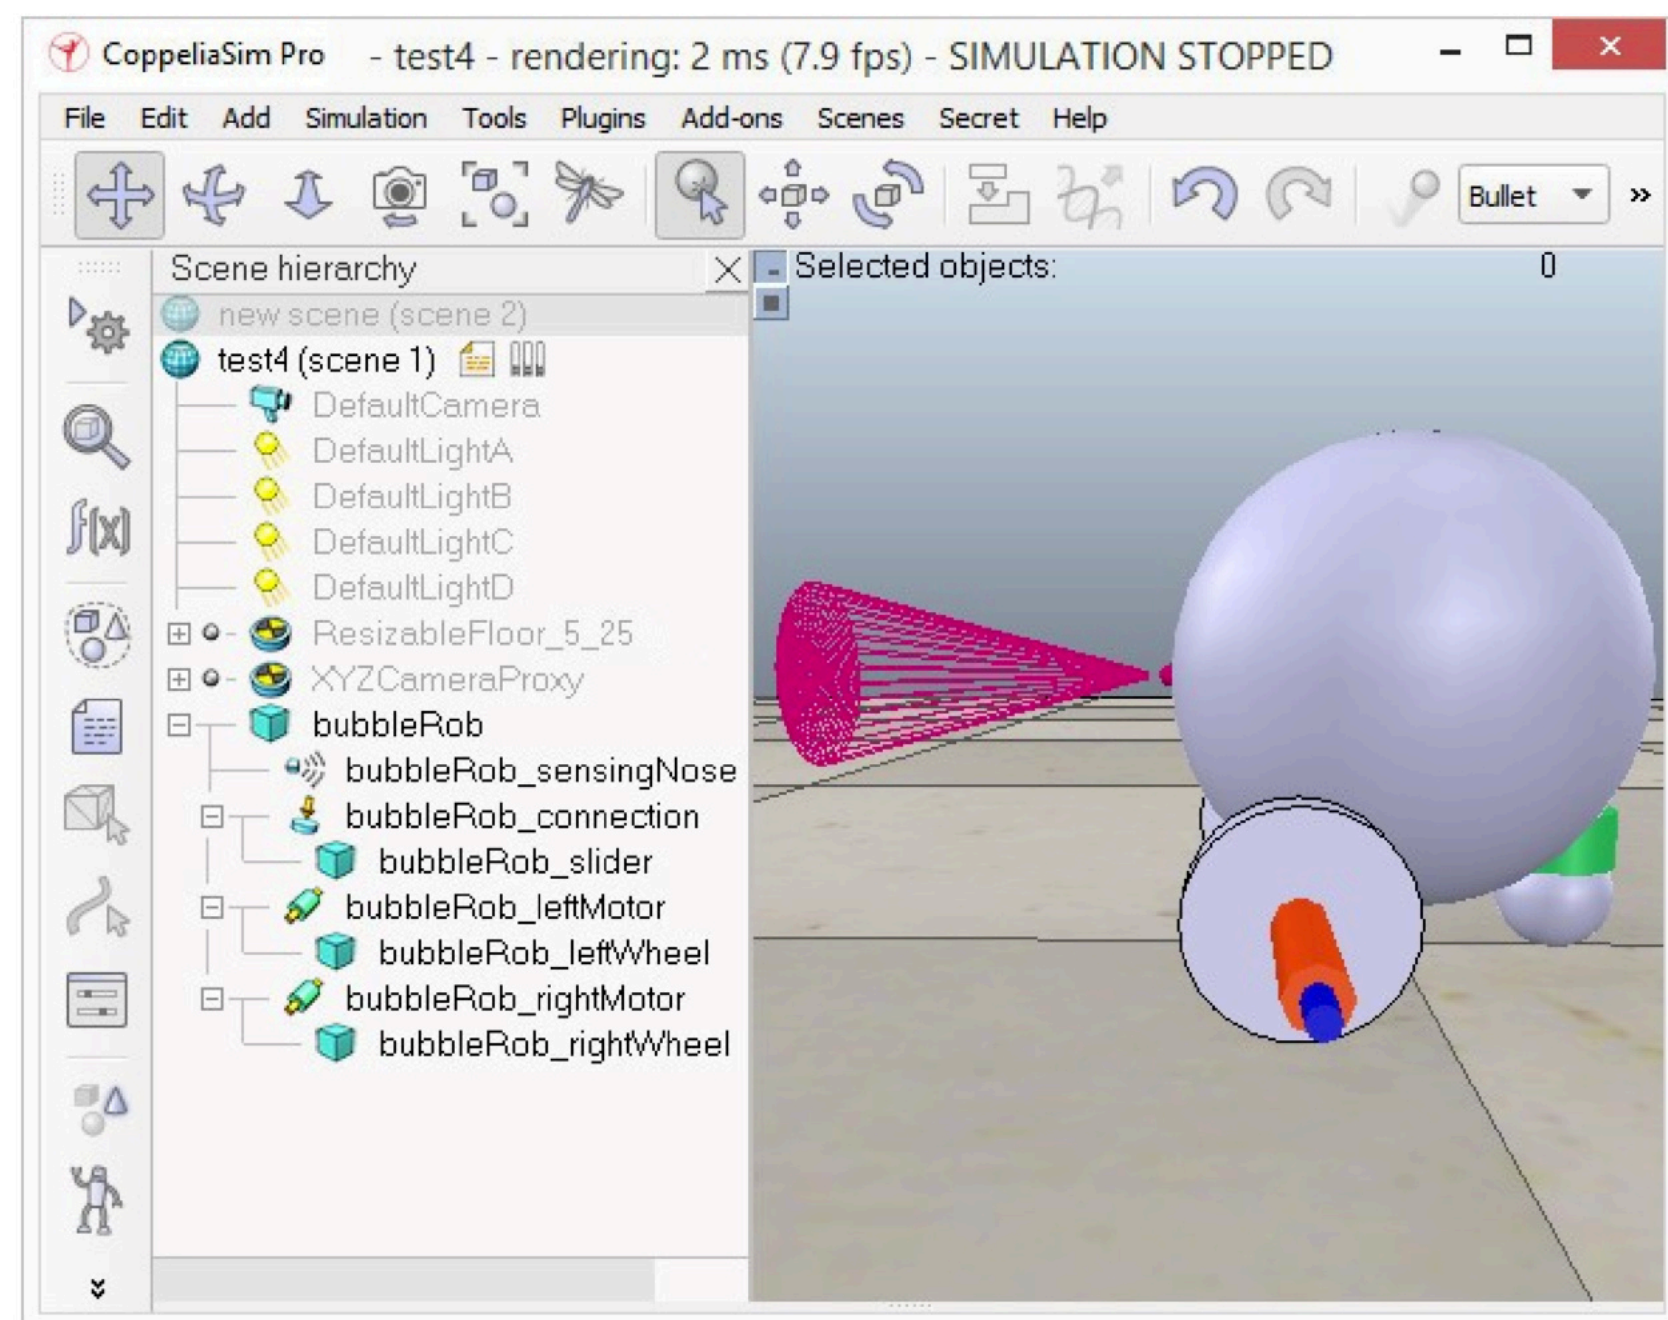 CoppeliaSim Pro - test4 - rendering: 2 ms (7.9 fps) - SIMULATION STOPPED
File Edit Add Simulation Tools Plugins Add-ons Scenes Secret Help
Bullet »
Scene hierarchy
Selected objects: 0
new scene (scene 2)
test4 (scene 1)
DefaultCamera
DefaultLightA
DefaultLightB
DefaultLightC
DefaultLightD
ResizableFloor_5_25
XYZCameraProxy
bubbleRob
bubbleRob_sensingNose
bubbleRob_connection
bubbleRob_slider
bubbleRob_leftMotor
bubbleRob_leftWheel
bubbleRob_rightMotor
bubbleRob_rightWheel
f(x)